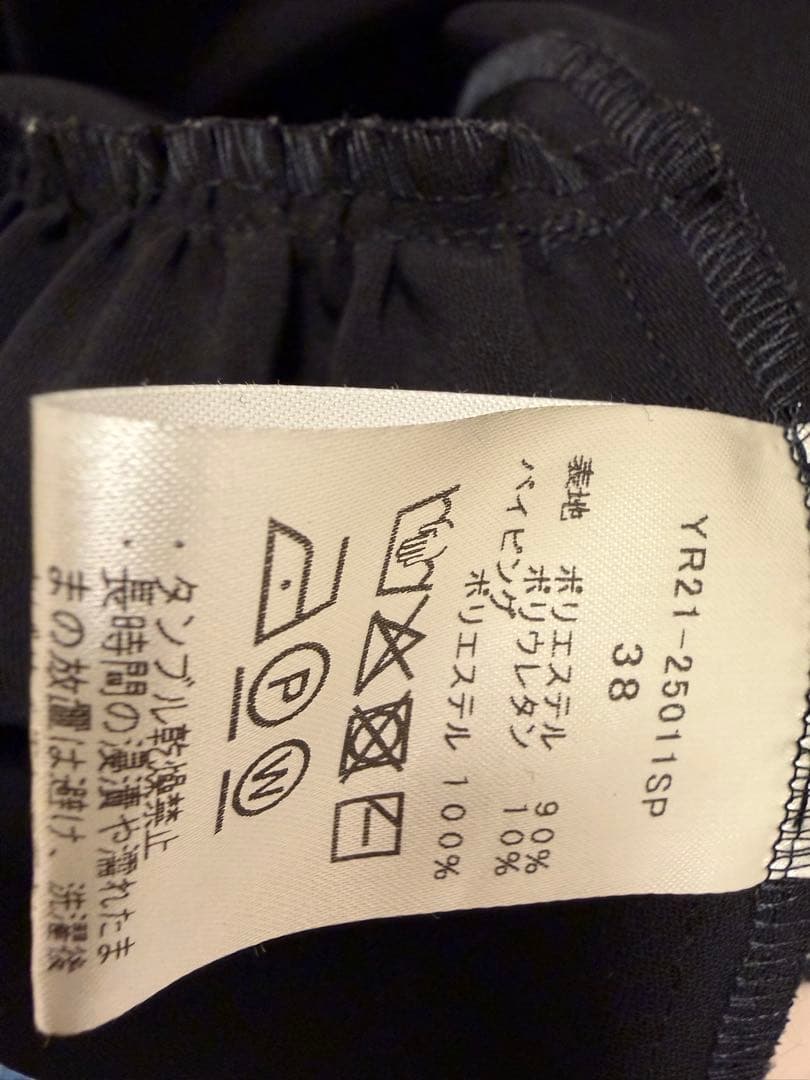 YR21-25011SP
38
表地 ポリエステル 90%
ポリウレタン 10%
パイピング ポリエステル 100%
P
W
・タンブル乾燥禁止
・長時間の浸漬や濡れたま
まの放置は避け、洗濯後